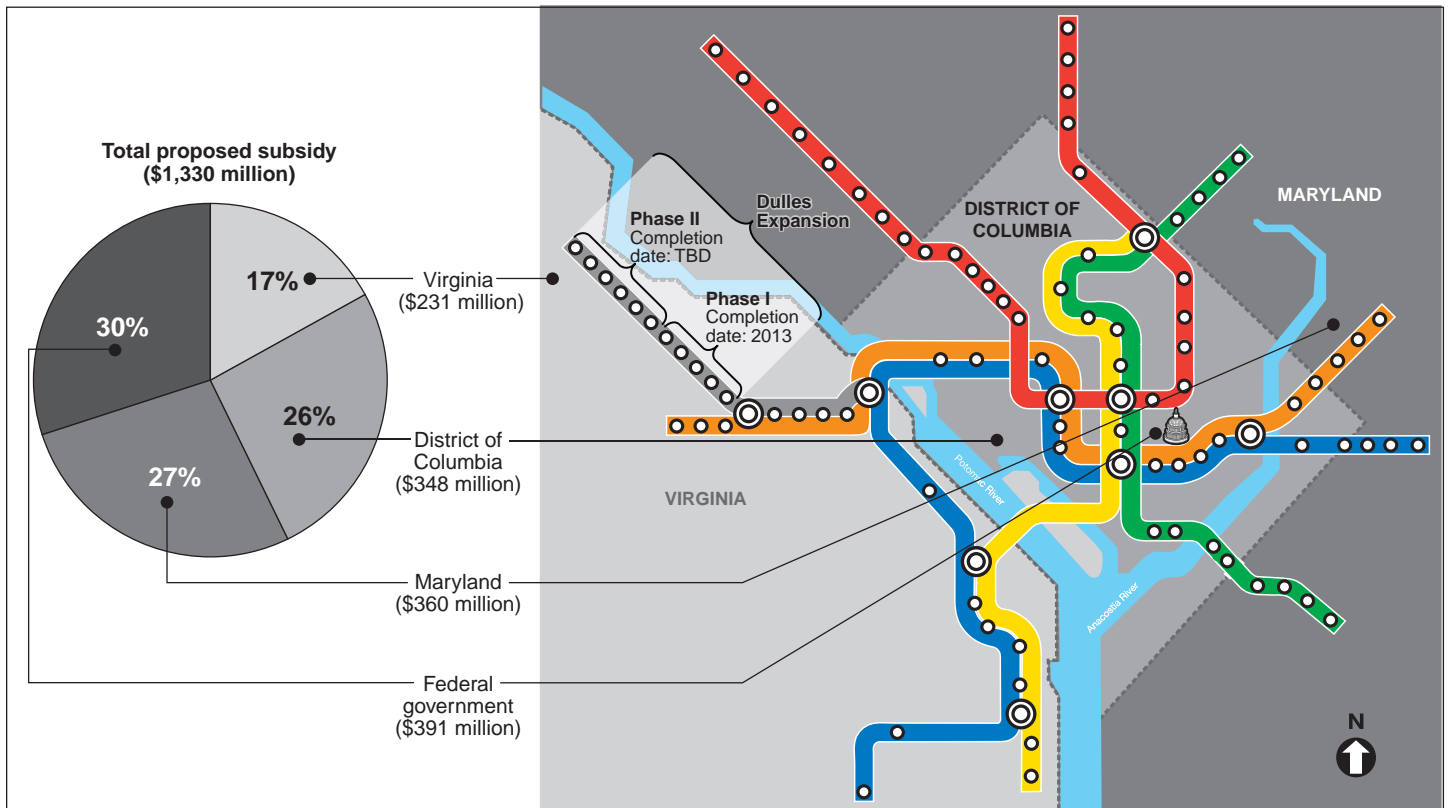 Total proposed subsidy
($1,330 million)
17%
30%
26%
27%
Virginia
($231 million)
District of
Columbia
($348 million)
Maryland
($360 million)
Federal
government
($391 million)
Dulles
Expansion
Phase II
Completion
date: TBD
Phase I
Completion
date: 2013
DISTRICT OF
COLUMBIA
MARYLAND
VIRGINIA
Potomac River
Anacostia River
N